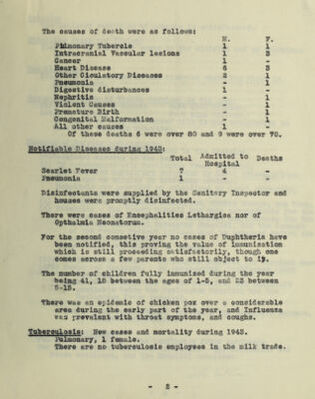 The causes of death were as follows:
M. F.
Pulmonary Tubercle 1 1
Intracranial Vascular lesions 1 3
Cancer 1 -
Heart Disease 6 3
Other Ciculatory Diseases 2 1
Pneumonia - 1
Digestive disturbances 1 -
Nephritis - 1
Violent Causes - 1
Premature Birth - 1
Congenital Malformation - 1
All other causes 1 -
Of these deaths 6 were over 80 and 9 were over 70.
Notifiable Diseases during 1943:
Total Admitted to Deaths
Hospital
Scarlet Fever 7 4 -
Pneumonia 1 - -
Disinfectants were supplied by the Sanitary Inspector and
houses were promptly disinfected.
There were cases of Encephalities Lethargica nor of
Opthalmia Neonatorum.
For the second consective year no cases of Duphtheria have
been notified, this proving the value of immunisation
which is still proceeding satisfactorily, though one
comes across a few parents who still object to it.
The number of children fully immunised during the year
being 41, 18 between the ages of 1-5, and 23 between
5-15.
There was an epidemic of chicken pox over a considerable
area during the early part of the year, and Influenza
was prevalent with throat symptoms, and coughs.
Tuberculosis: New cases and mortality during 1943.
Pulmonary, 1 female.
There are no tuberculosis employees in the milk trade.